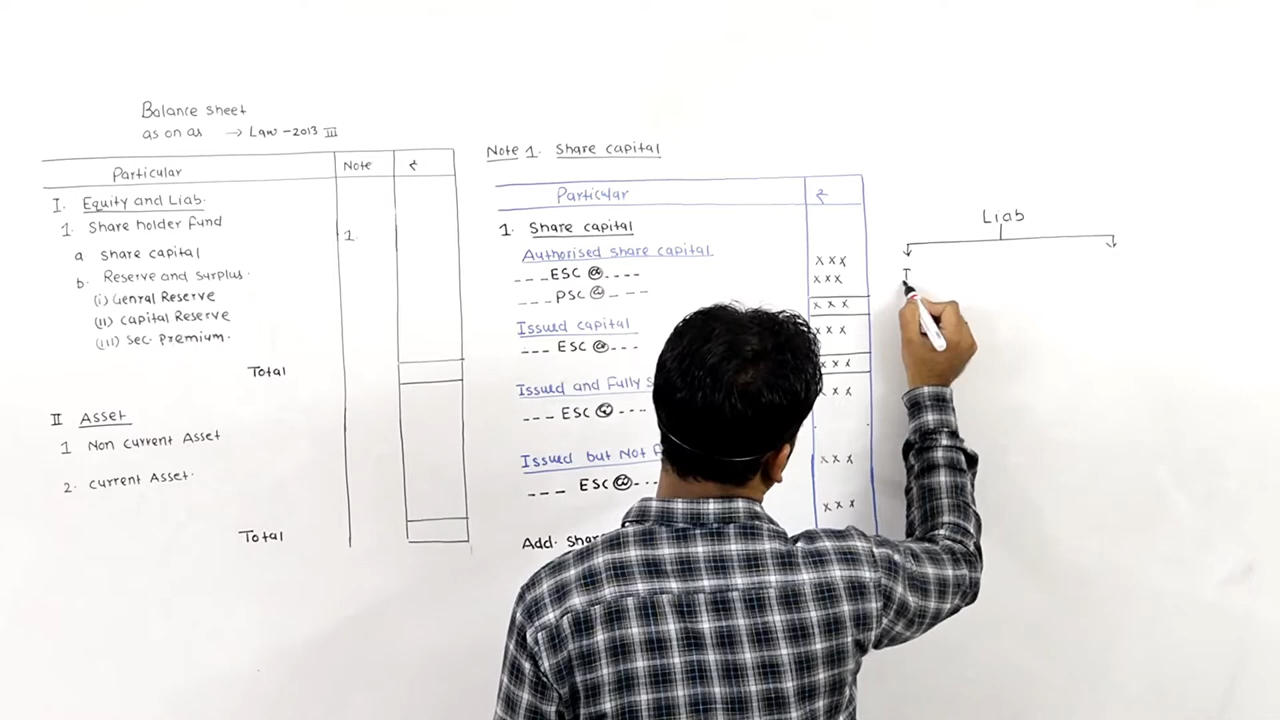 Balance sheet
as on as → Law - 2013 III
Particular Note ₹
I. Equity and Liab.
1. Share holder Fund
1.
a share capital
b. Reserve and Surplus.
(i) Genral Reserve
(ii) Capital Reserve
(iii) Sec. Premium.
Total
II Asset
1 Non current Asset
2. current Asset.
Total
Note 1. Share capital
Particular ₹
1. Share capital
Authorised share capital
--- ESC @ ---- xxx
--- PSC @ --- xxx
xxx
Issued capital xxx
--- ESC @ ---
xxx
Issued and Fully xx
--- ESC @ ---
Issued but Not xxx
--- ESC @ ---
xxx
Add.
Liab